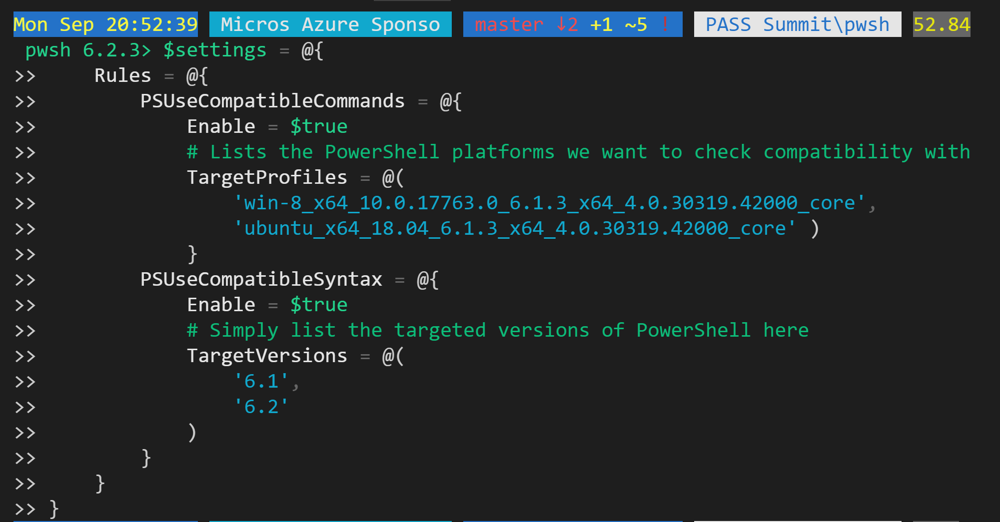 Mon Sep 20:52:39 Micros Azure Sponso master ↓2 +1 ~5 ! PASS Summit\pwsh 52.84
pwsh 6.2.3> $settings = @{
>>     Rules = @{
>>         PSUseCompatibleCommands = @{
>>             Enable = $true
>>             # Lists the PowerShell platforms we want to check compatibility with
>>             TargetProfiles = @(
>>                 'win-8_x64_10.0.17763.0_6.1.3_x64_4.0.30319.42000_core',
>>                 'ubuntu_x64_18.04_6.1.3_x64_4.0.30319.42000_core' )
>>             }
>>         PSUseCompatibleSyntax = @{
>>             Enable = $true
>>             # Simply list the targeted versions of PowerShell here
>>             TargetVersions = @(
>>                 '6.1',
>>                 '6.2'
>>             )
>>         }
>>     }
>> }